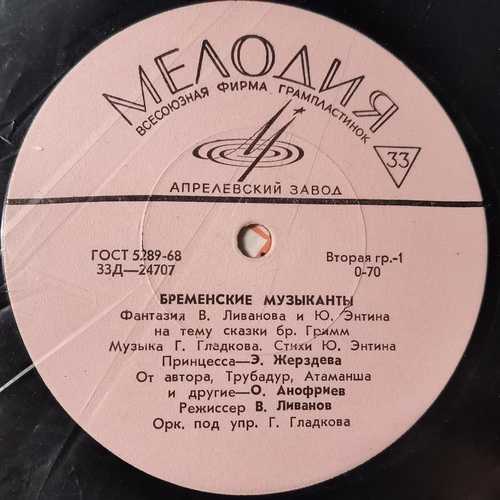 МЕЛОДИЯ
ВСЕСОЮЗНАЯ ФИРМА ГРАМПЛАСТИНОК
33
АПРЕЛЕВСКИЙ ЗАВОД
ГОСТ 5289-68
Вторая гр.-1
33Д—24707
0-70
БРЕМЕНСКИЕ МУЗЫКАНТЫ
Фантазия В. Ливанова и Ю. Энтина
на тему сказки бр. Гримм
Музыка Г. Гладкова. Стихи Ю. Энтина
Принцесса—Э. Жерздева
От автора, Трубадур, Атаманша
и другие—О. Анофриев
Режиссер В. Ливанов
Орк. под упр. Г. Гладкова